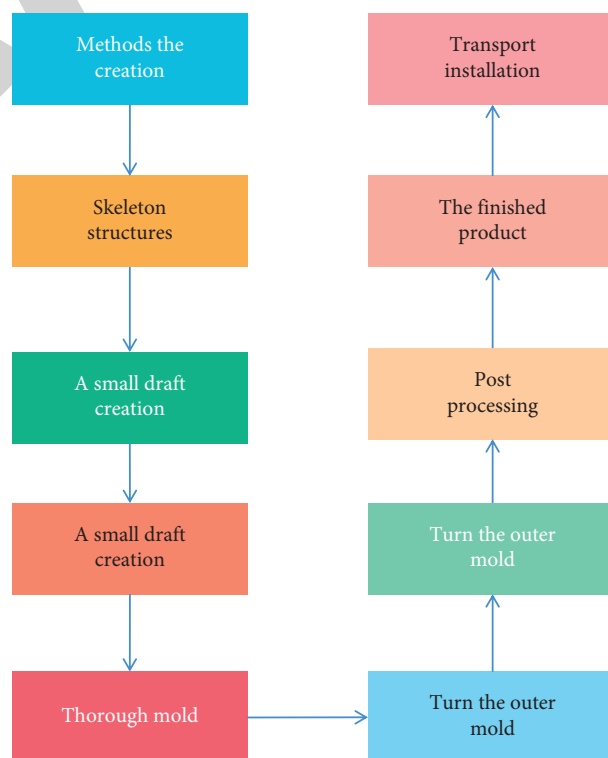 Methods the
creation
Skeleton
structures
A small draft
creation
A small draft
creation
Thorough mold
Turn the outer
mold
Turn the outer
mold
Post
processing
The finished
product
Transport
installation